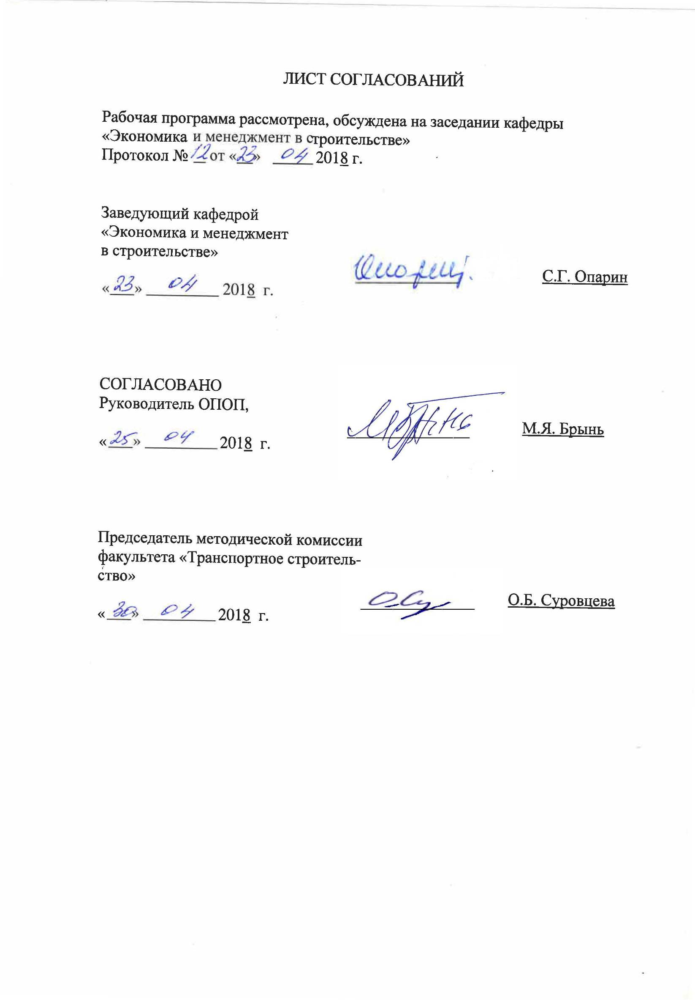 ЛИСТ СОГЛАСОВАНИЙ
Рабочая программа рассмотрена, обсуждена на заседании кафедры
«Экономика и менеджмент в строительстве»
Протокол № 12 от «23» 04 2018 г.
Заведующий кафедрой
«Экономика и менеджмент
в строительстве»
«23» 04 2018 г. С.Г. Опарин
СОГЛАСОВАНО
Руководитель ОПОП,
«25» 04 2018 г. М.Я. Брынь
Председатель методической комиссии
факультета «Транспортное строитель-
ство»
«30» 04 2018 г. О.Б. Суровцева